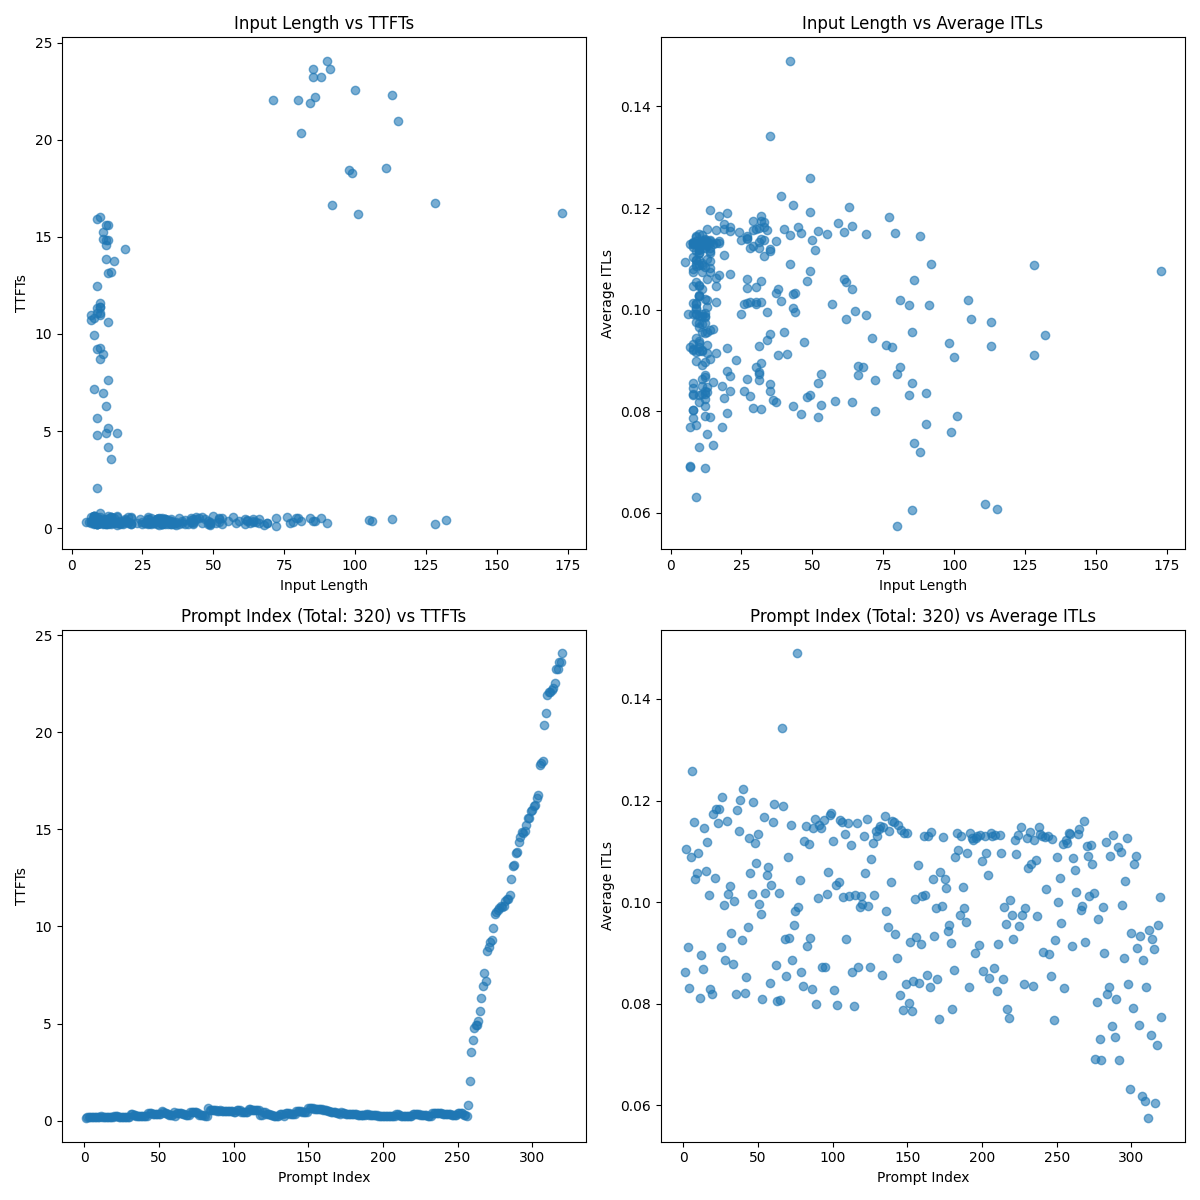 Input Length vs TTFTs
25
20
15
10
5
0
TTFTs
0 25 50 75 100 125 150 175
Input Length
Input Length vs Average ITLs
0.14
0.12
0.10
0.08
0.06
Average ITLs
0 25 50 75 100 125 150 175
Input Length
Prompt Index (Total: 320) vs TTFTs
25
20
15
10
5
0
TTFTs
0 50 100 150 200 250 300
Prompt Index
Prompt Index (Total: 320) vs Average ITLs
0.14
0.12
0.10
0.08
0.06
Average ITLs
0 50 100 150 200 250 300
Prompt Index